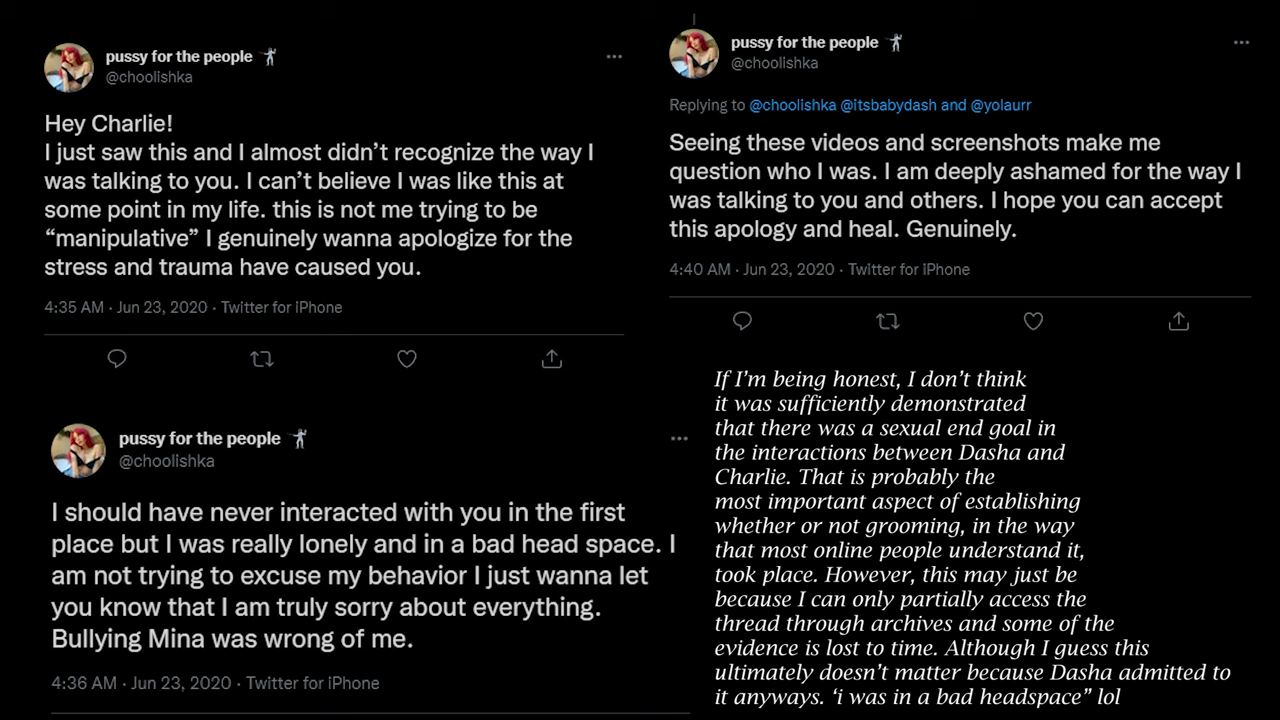 pussy for the people
@choolishka
Hey Charlie!
I just saw this and I almost didn’t recognize the way I
was talking to you. I can’t believe I was like this at
some point in my life. this is not me trying to be
“manipulative” I genuinely wanna apologize for the
stress and trauma have caused you.
4:35 AM · Jun 23, 2020 · Twitter for iPhone
pussy for the people
@choolishka
I should have never interacted with you in the first
place but I was really lonely and in a bad head space. I
am not trying to excuse my behavior I just wanna let
you know that I am truly sorry about everything.
Bullying Mina was wrong of me.
4:36 AM · Jun 23, 2020 · Twitter for iPhone
pussy for the people
@choolishka
Replying to @choolishka @itsbabydash and @yolaurr
Seeing these videos and screenshots make me
question who I was. I am deeply ashamed for the way I
was talking to you and others. I hope you can accept
this apology and heal. Genuinely.
4:40 AM · Jun 23, 2020 · Twitter for iPhone
If I’m being honest, I don’t think
it was sufficiently demonstrated
that there was a sexual end goal in
the interactions between Dasha and
Charlie. That is probably the
most important aspect of establishing
whether or not grooming, in the way
that most online people understand it,
took place. However, this may just be
because I can only partially access the
thread through archives and some of the
evidence is lost to time. Although I guess this
ultimately doesn’t matter because Dasha admitted to
it anyways. ‘i was in a bad headspace” lol